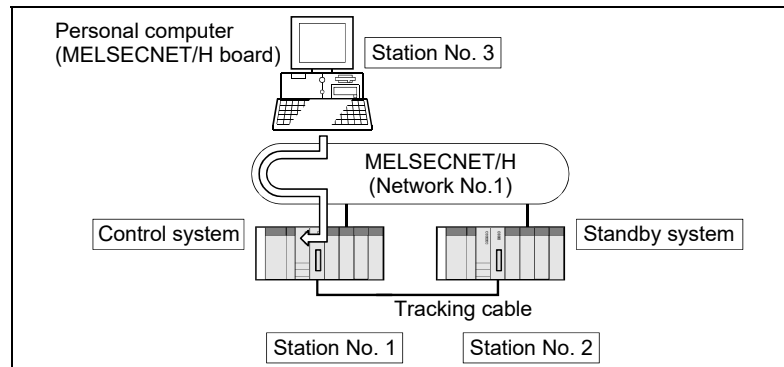 Personal computer
(MELSECNET/H board)
Station No. 3
MELSECNET/H
(Network No.1)
Control system
Standby system
Tracking cable
Station No. 1
Station No. 2